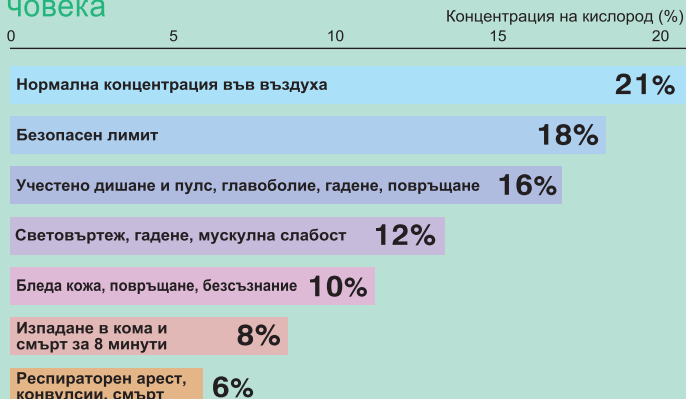 човека
Концентрация на кислород (%)
0 5 10 15 20
Нормална концентрация във въздуха 21%
Безопасен лимит 18%
Учестено дишане и пулс, главоболие, гадене, повръщане 16%
Световъртеж, гадене, мускулна слабост 12%
Бледа кожа, повръщане, безсъзнание 10%
Изпадане в кома и
смърт за 8 минути 8%
Респираторен арест,
конвулсии, смърт 6%